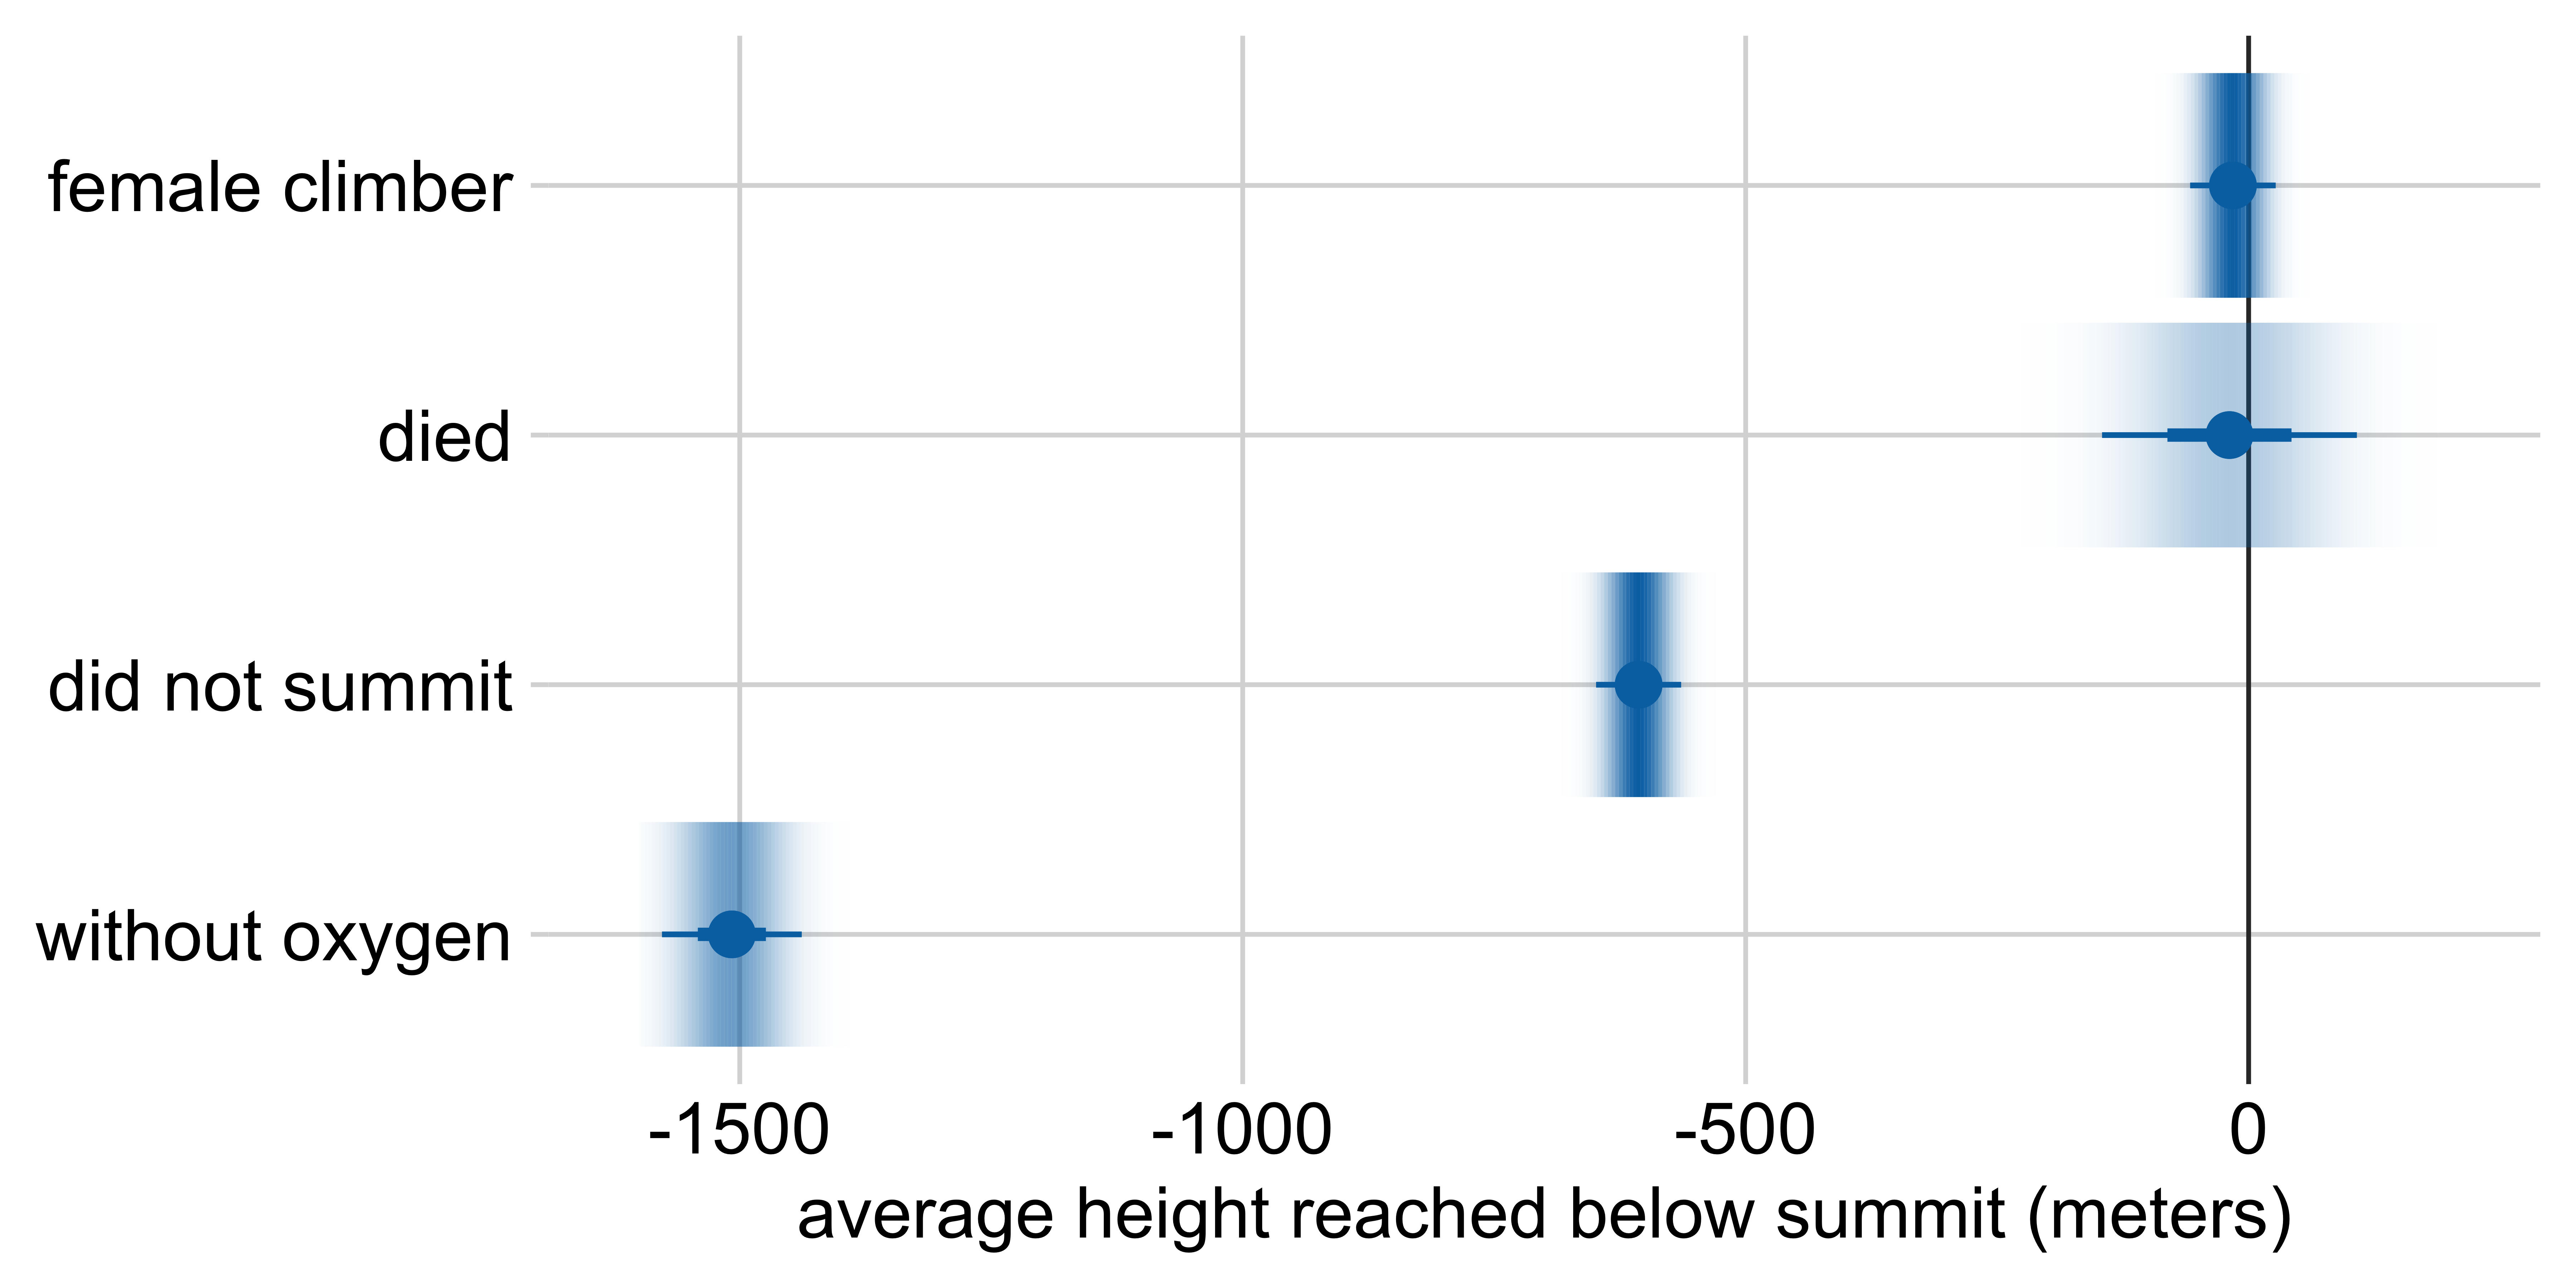 female climber
died
did not summit
without oxygen
-1500 -1000 -500 0
average height reached below summit (meters)